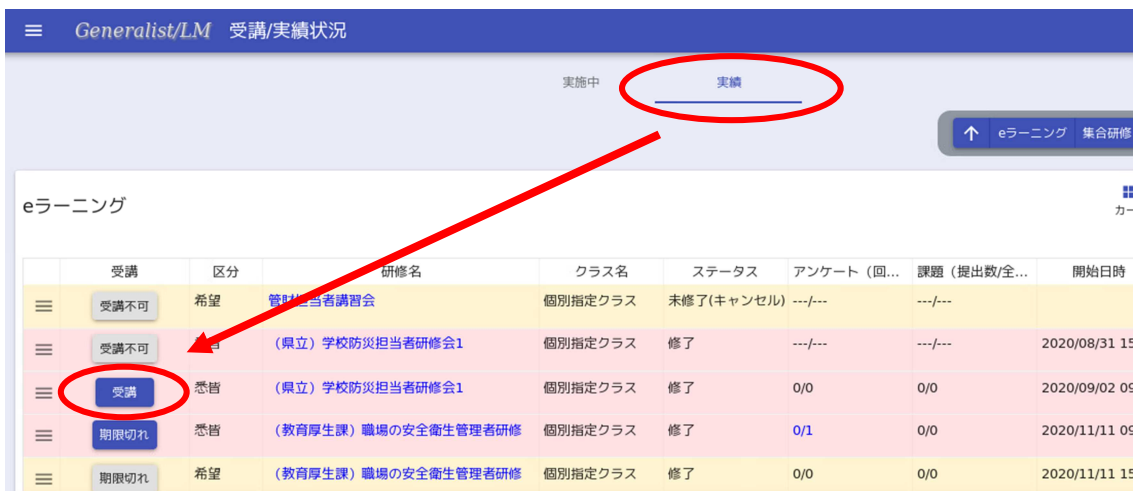 Generalist/LM 受講/実績状況
実施中 実績
eラーニング 集合研修
eラーニング
カー
受講 区分 研修名 クラス名 ステータス アンケート（回... 課題（提出数/全... 開始日時
受講不可 希望 管財担当者講習会 個別指定クラス 未修了(キャンセル) ---/--- ---/---
受講不可 （県立）学校防災担当者研修会1 個別指定クラス 修了 ---/--- ---/--- 2020/08/31 15
受講 悉皆 （県立）学校防災担当者研修会1 個別指定クラス 修了 0/0 0/0 2020/09/02 09
期限切れ 悉皆 （教育厚生課）職場の安全衛生管理者研修 個別指定クラス 修了 0/1 0/0 2020/11/11 09
期限切れ 希望 （教育厚生課）職場の安全衛生管理者研修 個別指定クラス 修了 0/0 0/0 2020/11/11 15